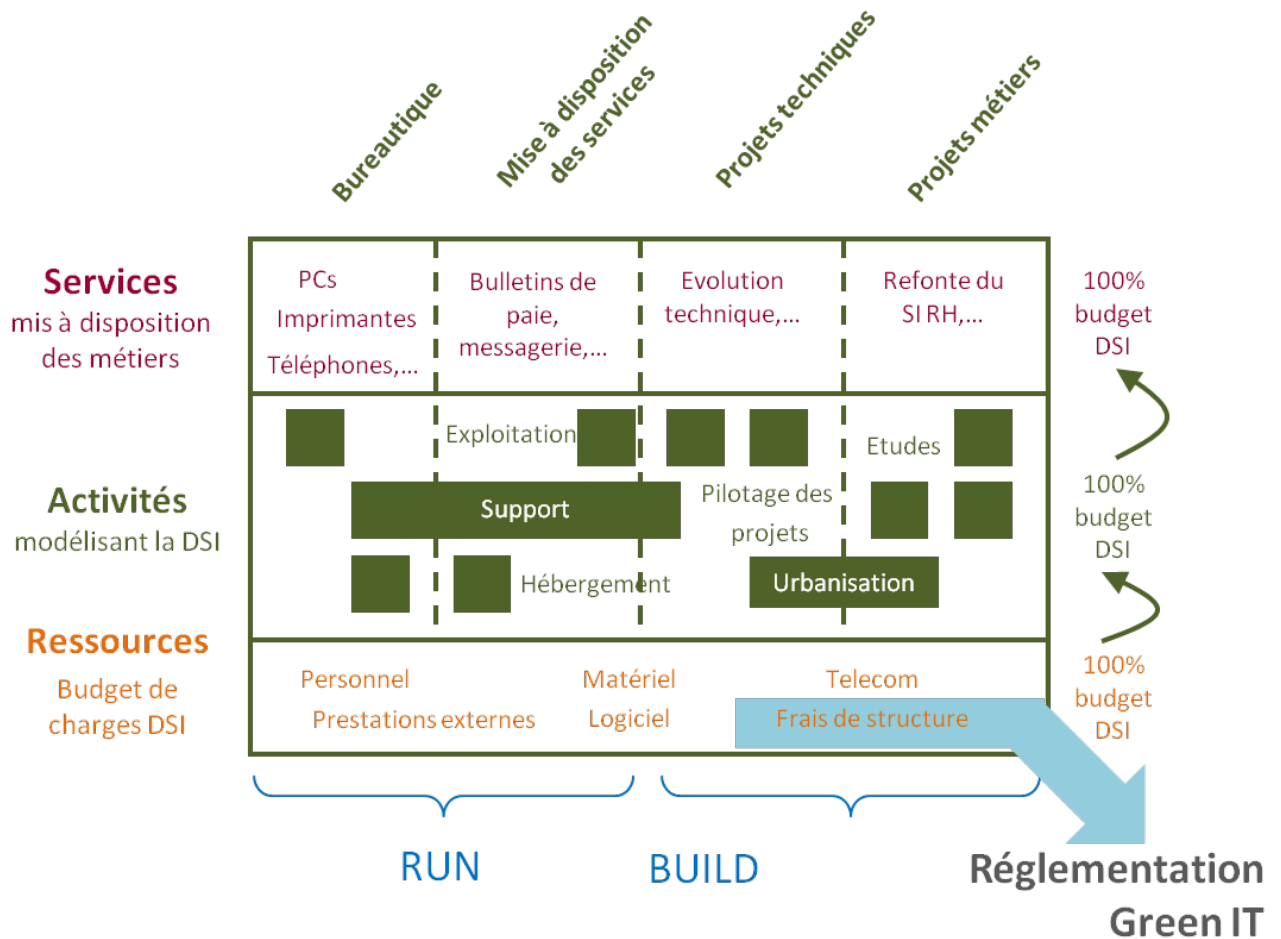 Bureautique
Mise à disposition
des services
Projets techniques
Projets métiers
Services
mis à disposition
des métiers
PCs
Imprimantes
Téléphones,...
Bulletins de
paie,
messagerie,...
Evolution
technique,...
Refonte du
SI RH,...
100%
budget
DSI
Activités
modélisant la DSI
Exploitation
Etudes
Support
Pilotage des
projets
Hébergement
Urbanisation
100%
budget
DSI
Ressources
Budget de
charges DSI
Personnel
Matériel
Telecom
Prestations externes
Logiciel
Frais de structure
100%
budget
DSI
RUN
BUILD
Réglementation
Green IT